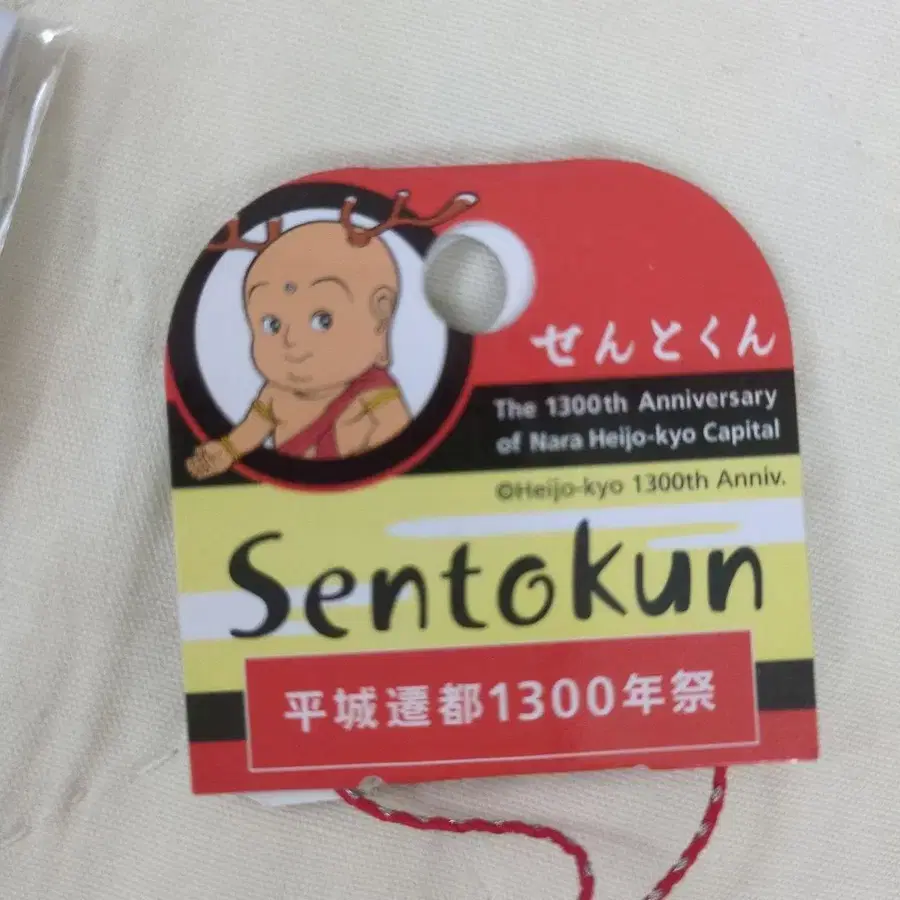 せんとくん
The 1300th Anniversary
of Nara Heijo-kyo Capital
©Heijo-kyo 1300th Anniv.
Sentokun
平城遷都1300年祭